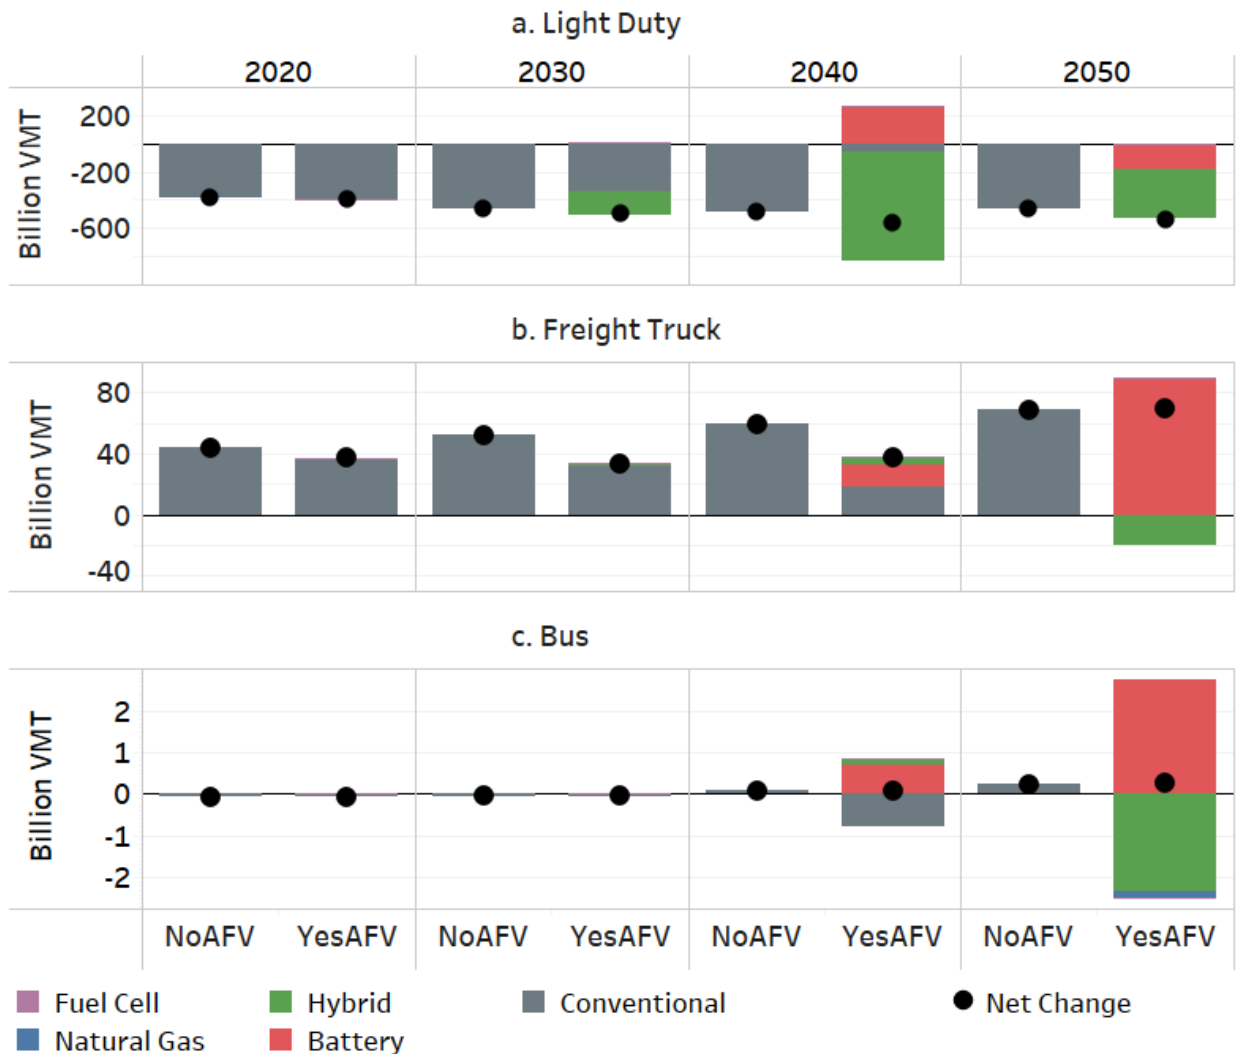 a. Light Duty
2020 2030 2040 2050
Billion VMT
200
-200
-600
b. Freight Truck
Billion VMT
80
40
0
-40
c. Bus
Billion VMT
2
1
0
-1
-2
NoAFV YesAFV NoAFV YesAFV NoAFV YesAFV NoAFV YesAFV
Fuel Cell Hybrid Conventional Net Change
Natural Gas Battery